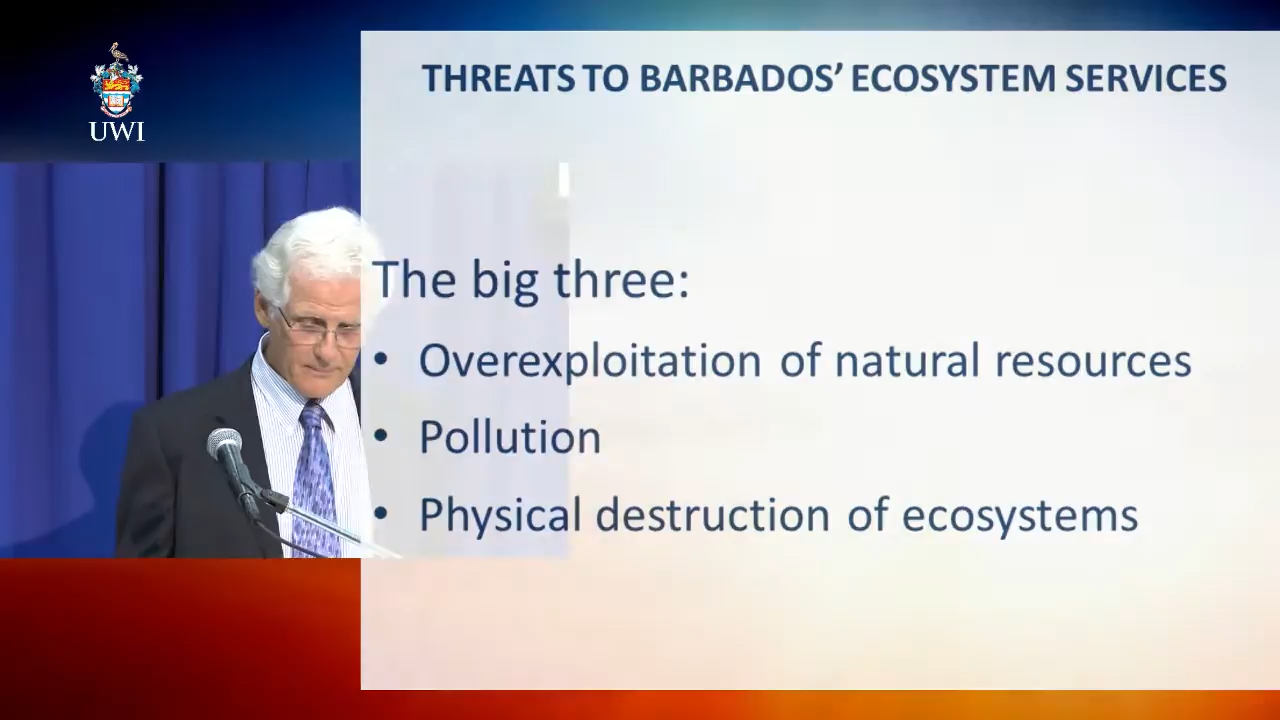 UWI
THREATS TO BARBADOS’ ECOSYSTEM SERVICES
The big three:
• Overexploitation of natural resources
• Pollution
• Physical destruction of ecosystems